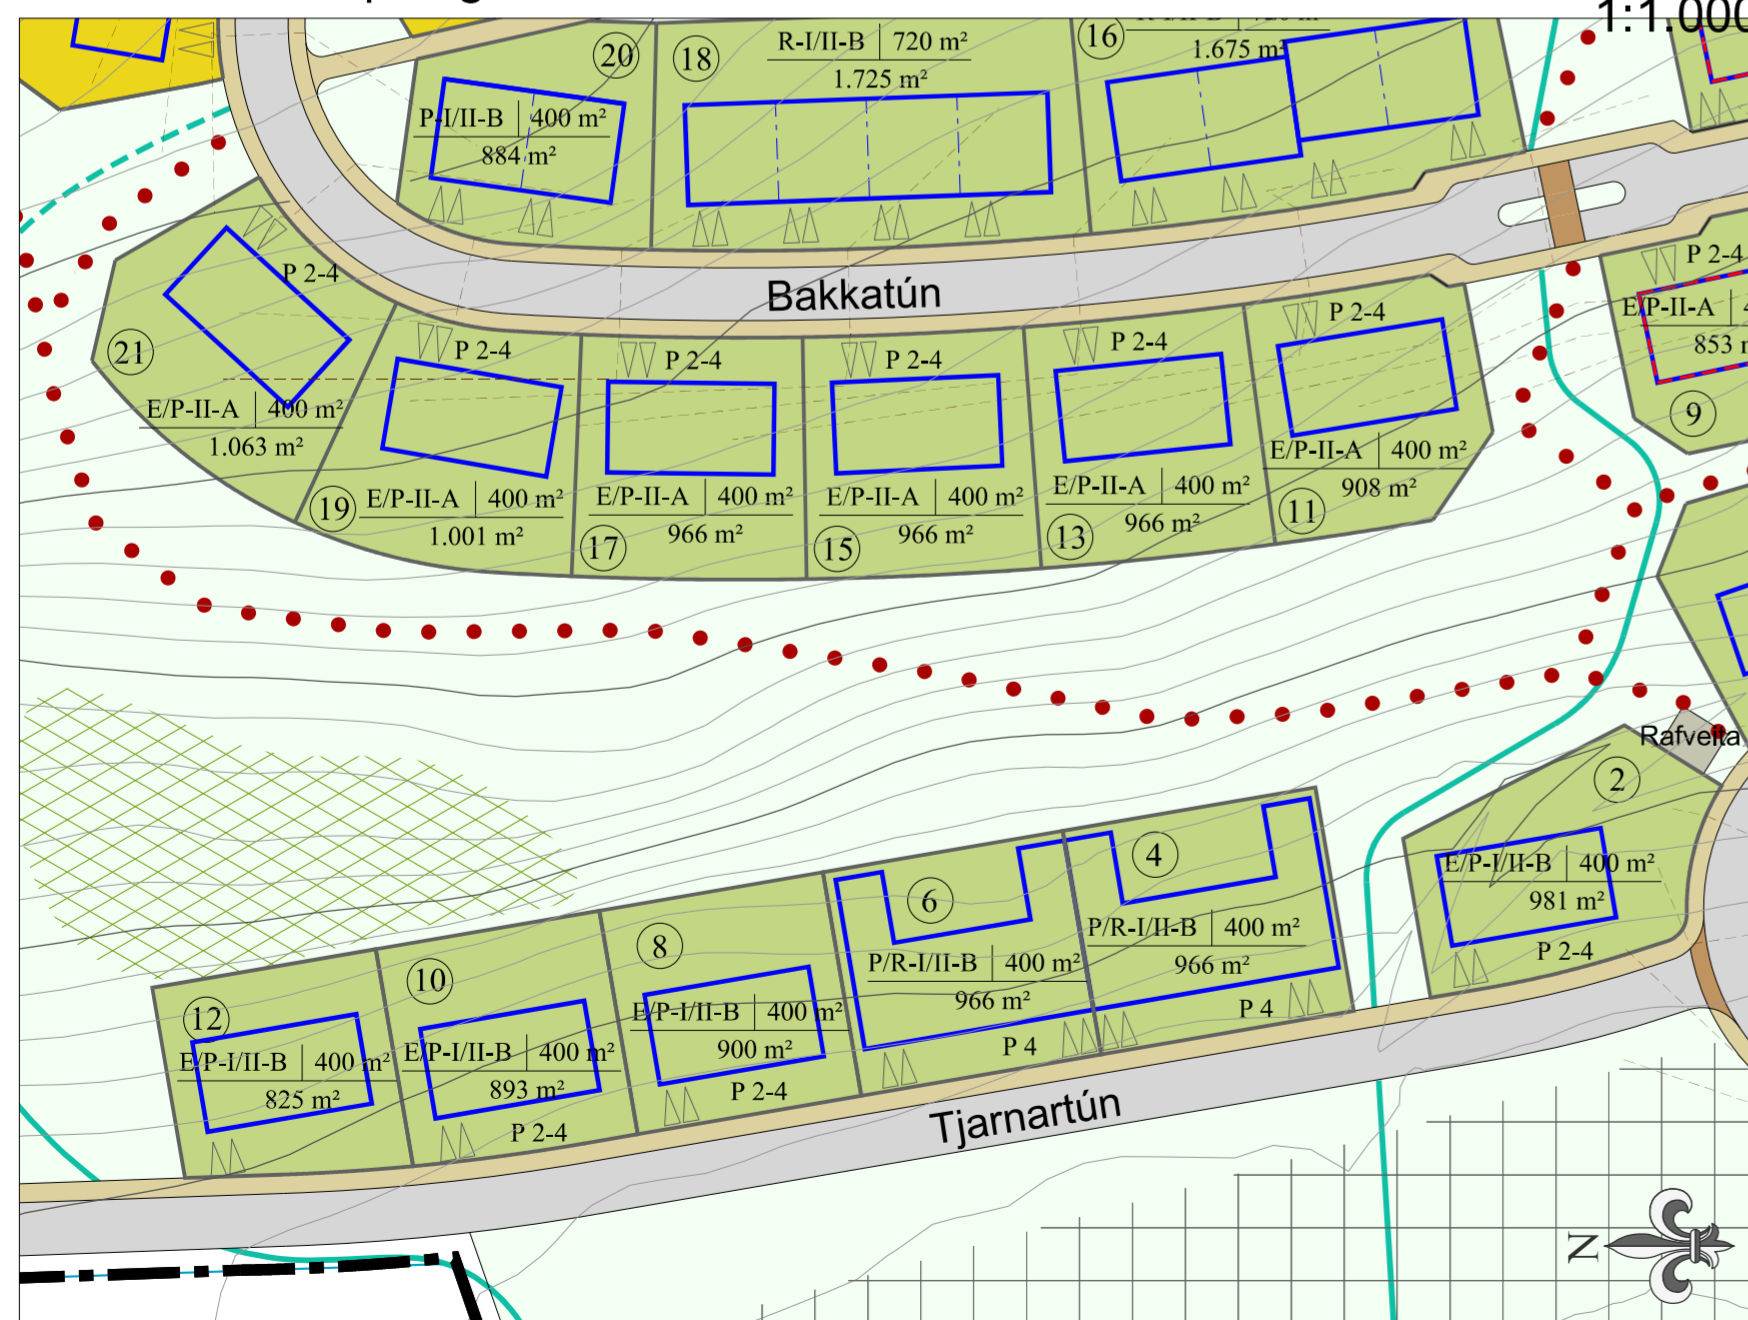 1:1.000
20
P-I/II-B 400 m²
884 m²
18
R-I/II-B 720 m²
1.725 m²
16
1.675 m²
Bakkatún
21
P 2-4
E/P-II-A 400 m²
1.063 m²
P 2-4
19
E/P-II-A 400 m²
1.001 m²
P 2-4
E/P-II-A 400 m²
17
966 m²
P 2-4
E/P-II-A 400 m²
15
966 m²
P 2-4
E/P-II-A 400 m²
13
966 m²
P 2-4
E/P-II-A 400 m²
11
908 m²
P 2-4
E/P-II-A 4
853 m
9
Rafveita
2
E/P-I/II-B 400 m²
981 m²
P 2-4
4
P/R-I/II-B 400 m²
966 m²
P 4
6
P/R-I/II-B 400 m²
966 m²
P 4
8
E/P-I/II-B 400 m²
900 m²
P 2-4
10
E/P-I/II-B 400 m²
893 m²
P 2-4
12
E/P-I/II-B 400 m²
825 m²
Tjarnartún
N